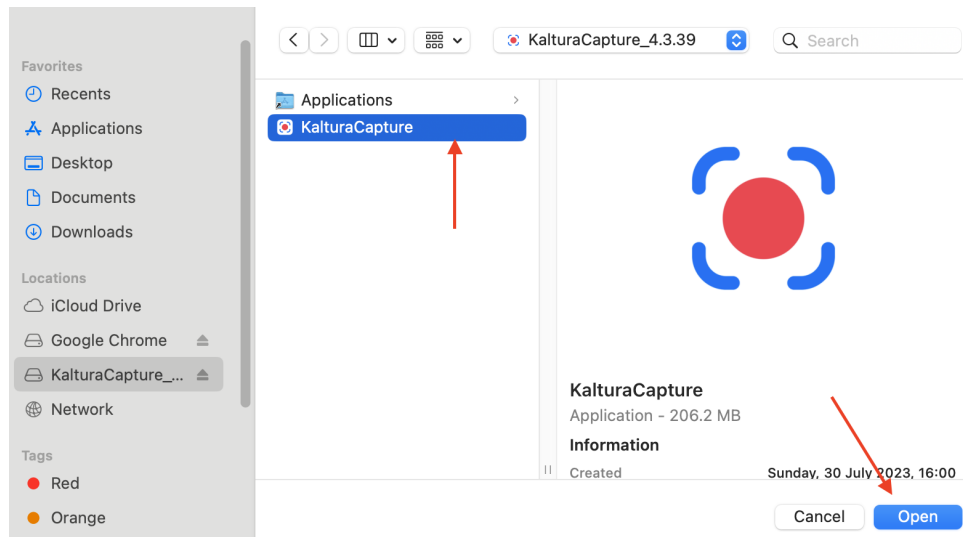 KalturaCapture_4.3.39
Search
Favorites
Recents
Applications
Desktop
Documents
Downloads
Locations
iCloud Drive
Google Chrome
KalturaCapture_...
Network
Tags
Red
Orange
Applications
KalturaCapture
KalturaCapture
Application - 206.2 MB
Information
Created Sunday, 30 July 2023, 16:00
Cancel Open